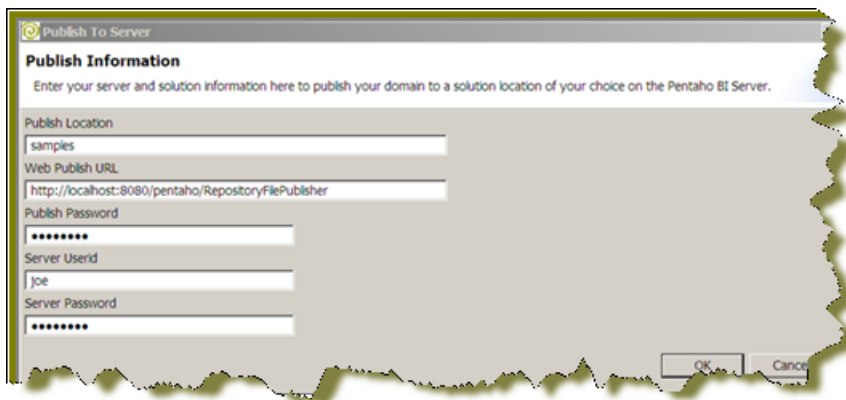 Publish To Server
Publish Information
Enter your server and solution information here to publish your domain to a solution location of your choice on the Pentaho BI Server.
Publish Location
samples
Web Publish URL
http://localhost:8080/pentaho/RepositoryFilePublisher
Publish Password
••••••••
Server Userid
joe
Server Password
••••••••
OK Cance